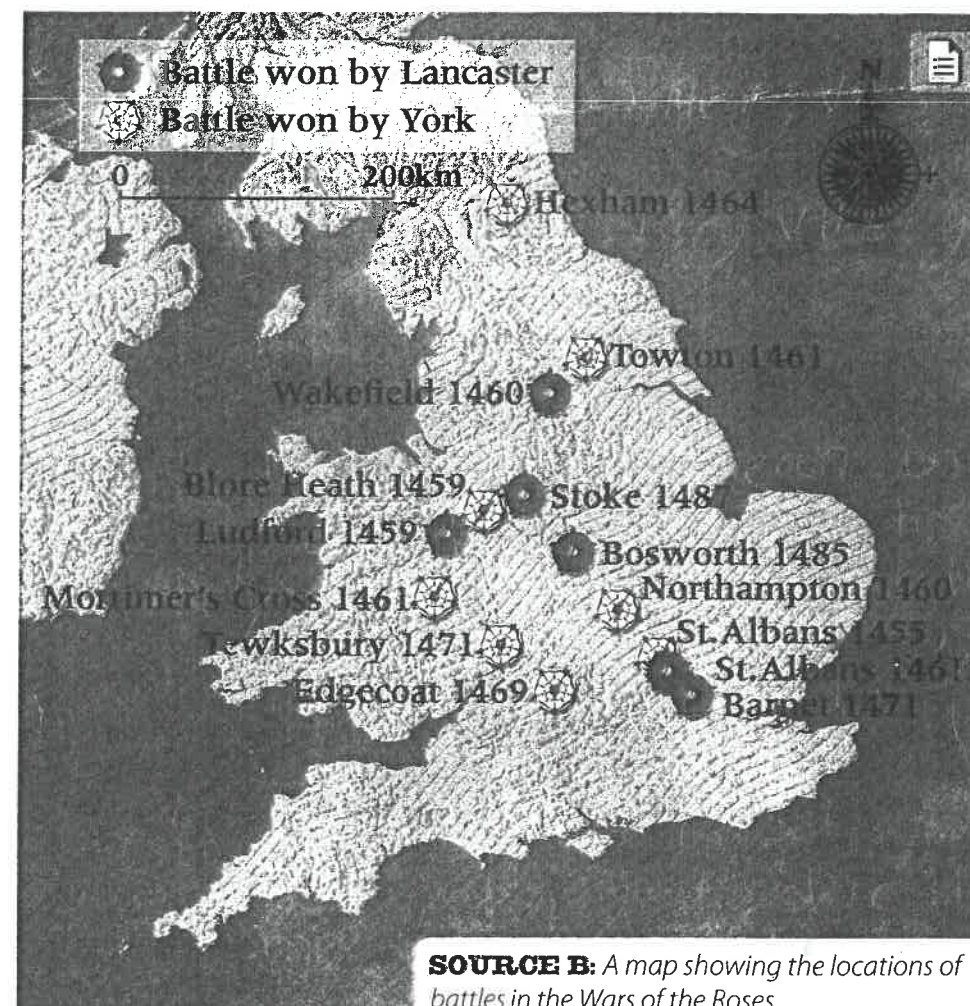 Battle won by Lancaster
Battle won by York
0 200km
N
Hexham 1464
Towton 1461
Wakefield 1460
Blore Heath 1459
Stoke 1487
Ludford 1459
Bosworth 1485
Northampton 1460
Mortimer's Cross 1461
St. Albans 1455
Tewksbury 1471
St. Albans 1461
Edgecoat 1469
Barnet 1471
SOURCE B: A map showing the locations of
battles in the Wars of the Roses